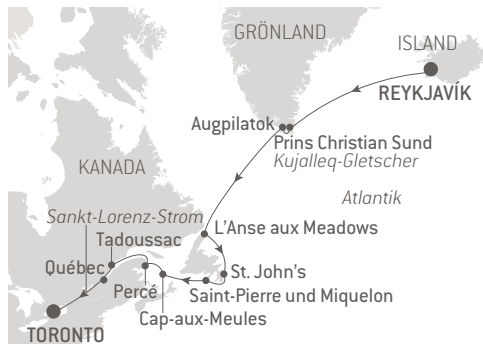 GRÖNLAND
ISLAND
REYKJAVÍK
Augpilatok
Prins Christian Sund
Kujalleq-Gletscher
KANADA
Atlantik
Sankt-Lorenz-Strom
L'Anse aux Meadows
Tadoussac
Québec
St. John's
Percé
Saint-Pierre und Miquelon
Cap-aux-Meules
TORONTO